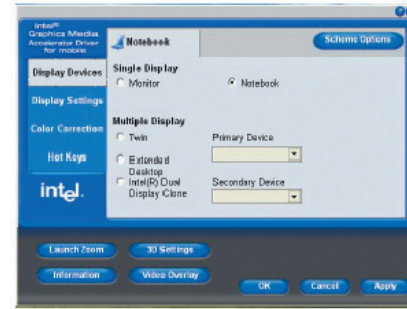 intel®
Graphics Media
Accelerator Driver
for mobile
Notebook
Scheme Options
Display Devices
Single Display
Monitor
Notebook
Display Settings
Multiple Display
Color Correction
Twin
Primary Device
Hot Keys
Extended
Desktop
Intel(R) Dual
Display Clone
Secondary Device
intel.
Launch Zoom
3D Settings
Information
Video Overlay
OK
Cancel
Apply